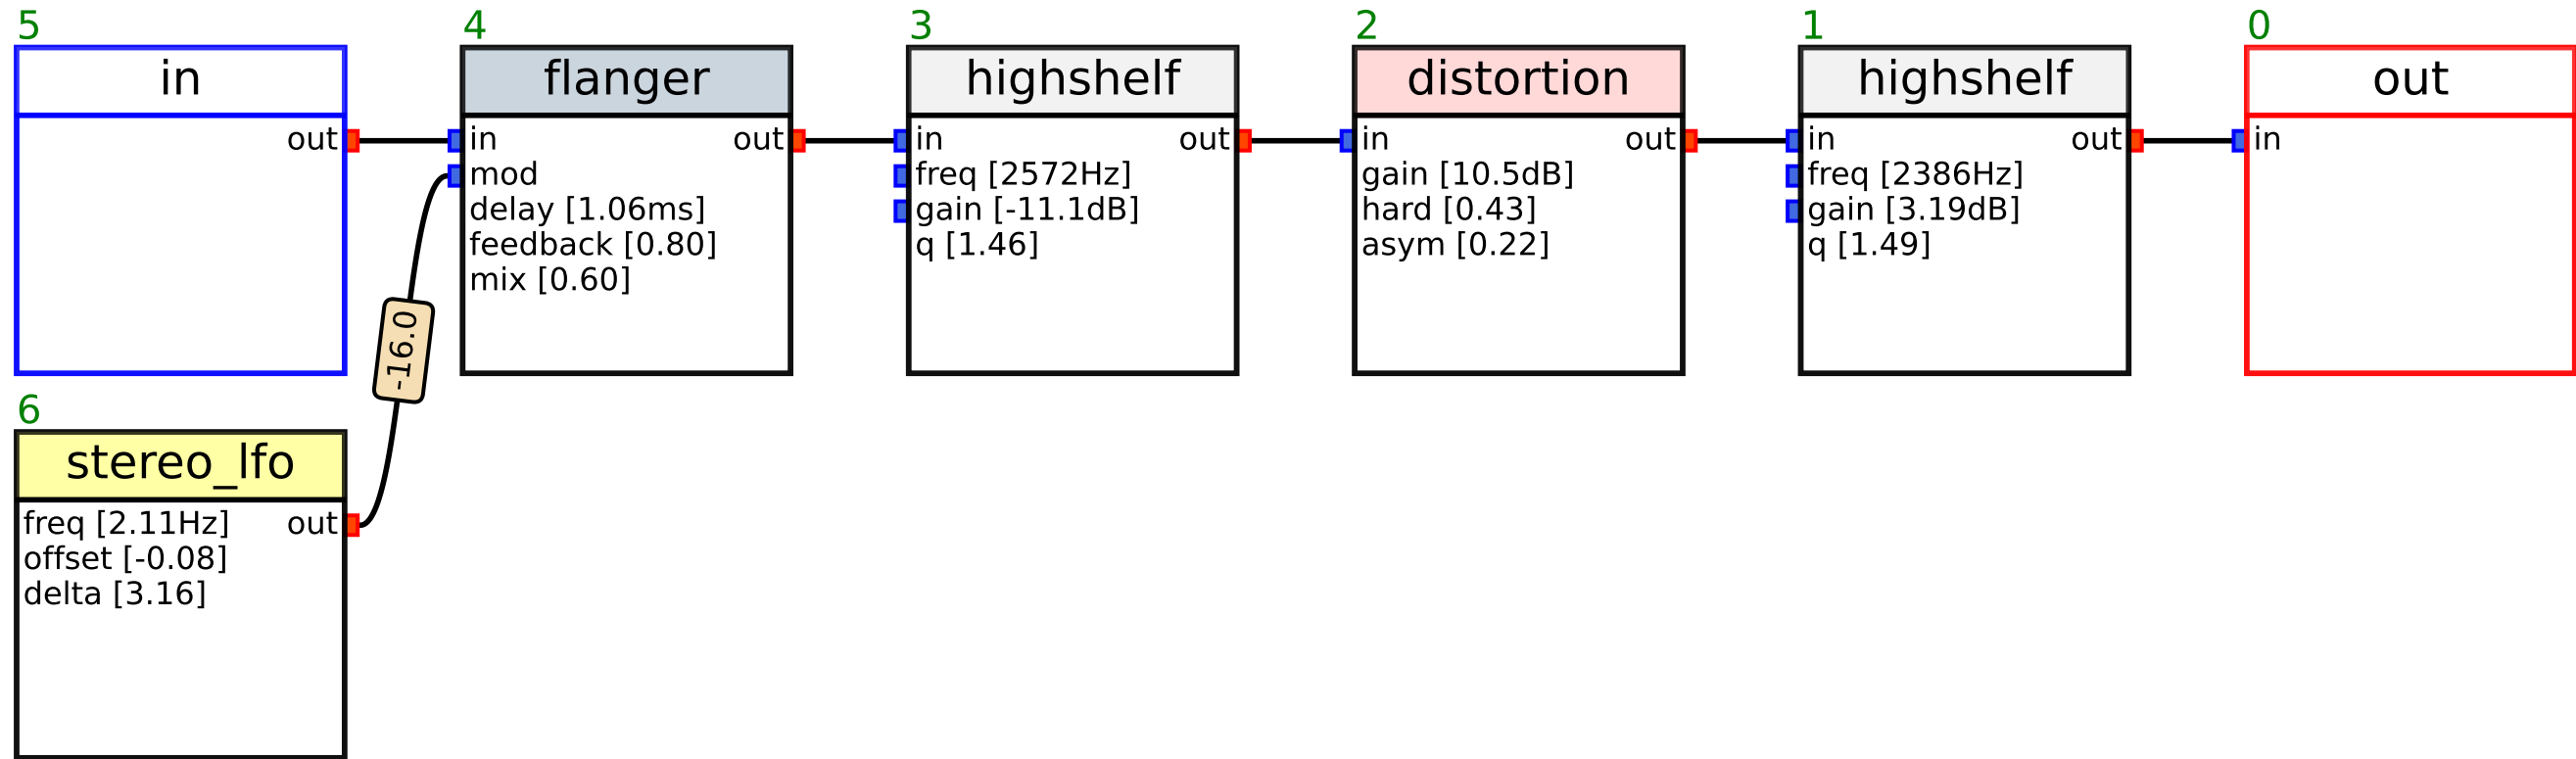 5
in
out
4
flanger
in
out
mod
delay [1.06ms]
feedback [0.80]
mix [0.60]
3
highshelf
in
out
freq [2572Hz]
gain [-11.1dB]
q [1.46]
2
distortion
in
out
gain [10.5dB]
hard [0.43]
asym [0.22]
1
highshelf
in
out
freq [2386Hz]
gain [3.19dB]
q [1.49]
0
out
in
-16.0
6
stereo_lfo
freq [2.11Hz]
out
offset [-0.08]
delta [3.16]